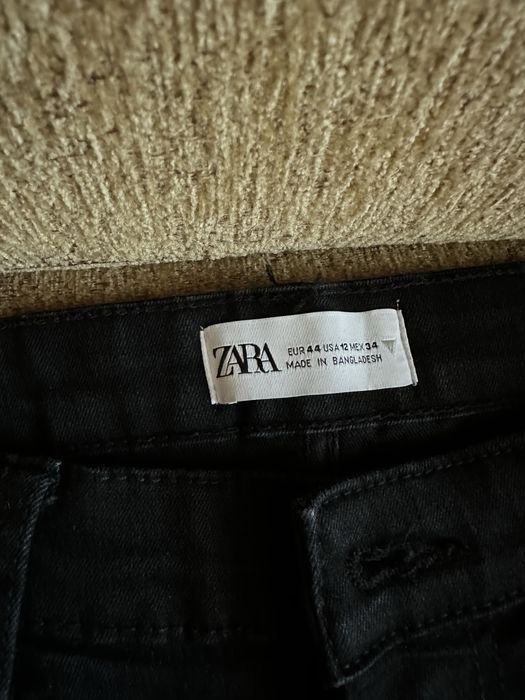 ZARA
EUR 44 USA 12 MEX 34
MADE IN BANGLADESH